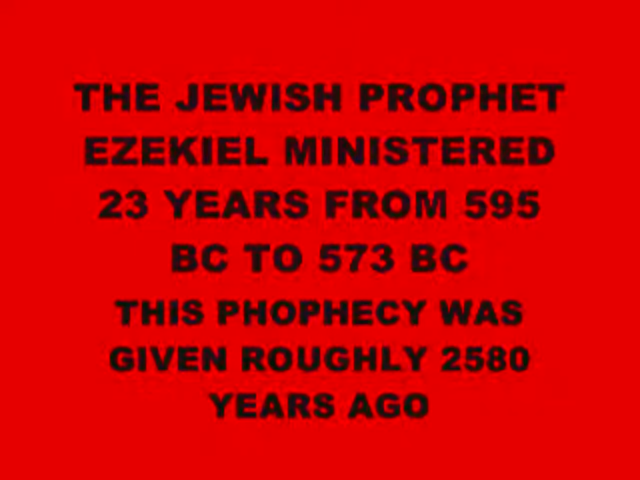 THE JEWISH PROPHET
EZEKIEL MINISTERED
23 YEARS FROM 595
BC TO 573 BC
THIS PHOPHECY WAS
GIVEN ROUGHLY 2580
YEARS AGO